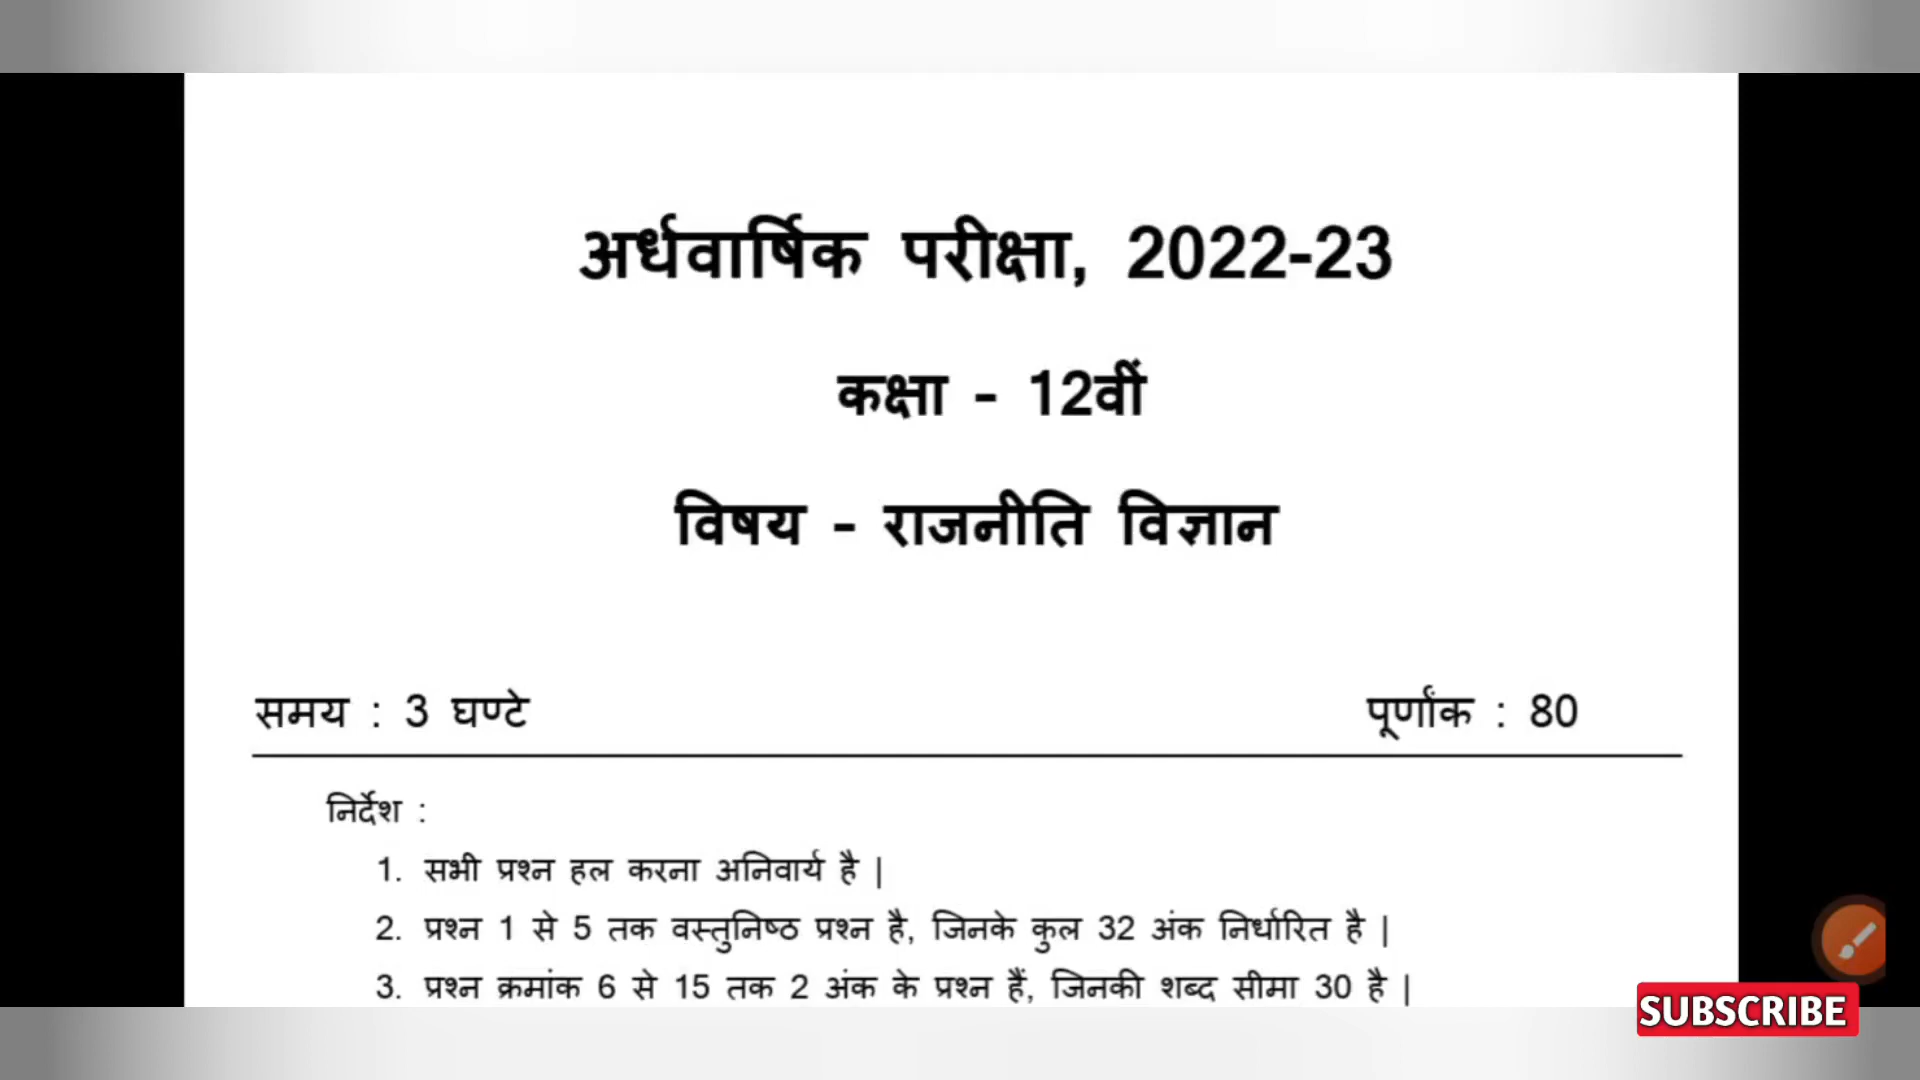 अर्धवार्षिक परीक्षा, 2022-23
कक्षा - 12वीं
विषय - राजनीति विज्ञान
समय : 3 घण्टे पूर्णांक : 80
निर्देश :
1. सभी प्रश्न हल करना अनिवार्य है |
2. प्रश्न 1 से 5 तक वस्तुनिष्ठ प्रश्न है, जिनके कुल 32 अंक निर्धारित है |
3. प्रश्न क्रमांक 6 से 15 तक 2 अंक के प्रश्न हैं, जिनकी शब्द सीमा 30 है |
SUBSCRIBE